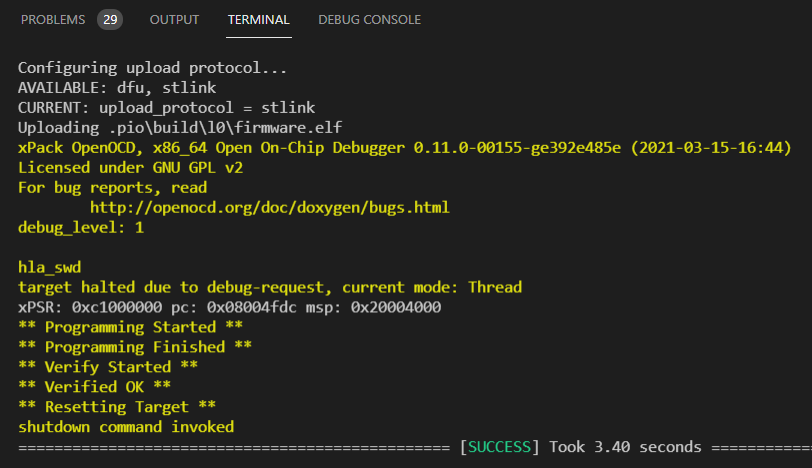 PROBLEMS 29 OUTPUT TERMINAL DEBUG CONSOLE
Configuring upload protocol...
AVAILABLE: dfu, stlink
CURRENT: upload_protocol = stlink
Uploading .pio\build\l0\firmware.elf
xPack OpenOCD, x86_64 Open On-Chip Debugger 0.11.0-00155-ge392e485e (2021-03-15-16:44)
Licensed under GNU GPL v2
For bug reports, read
http://openocd.org/doc/doxygen/bugs.html
debug_level: 1
hla_swd
target halted due to debug-request, current mode: Thread
xPSR: 0xc1000000 pc: 0x08004fdc msp: 0x20004000
** Programming Started **
** Programming Finished **
** Verify Started **
** Verified OK **
** Resetting Target **
shutdown command invoked
================================================ [SUCCESS] Took 3.40 seconds ============